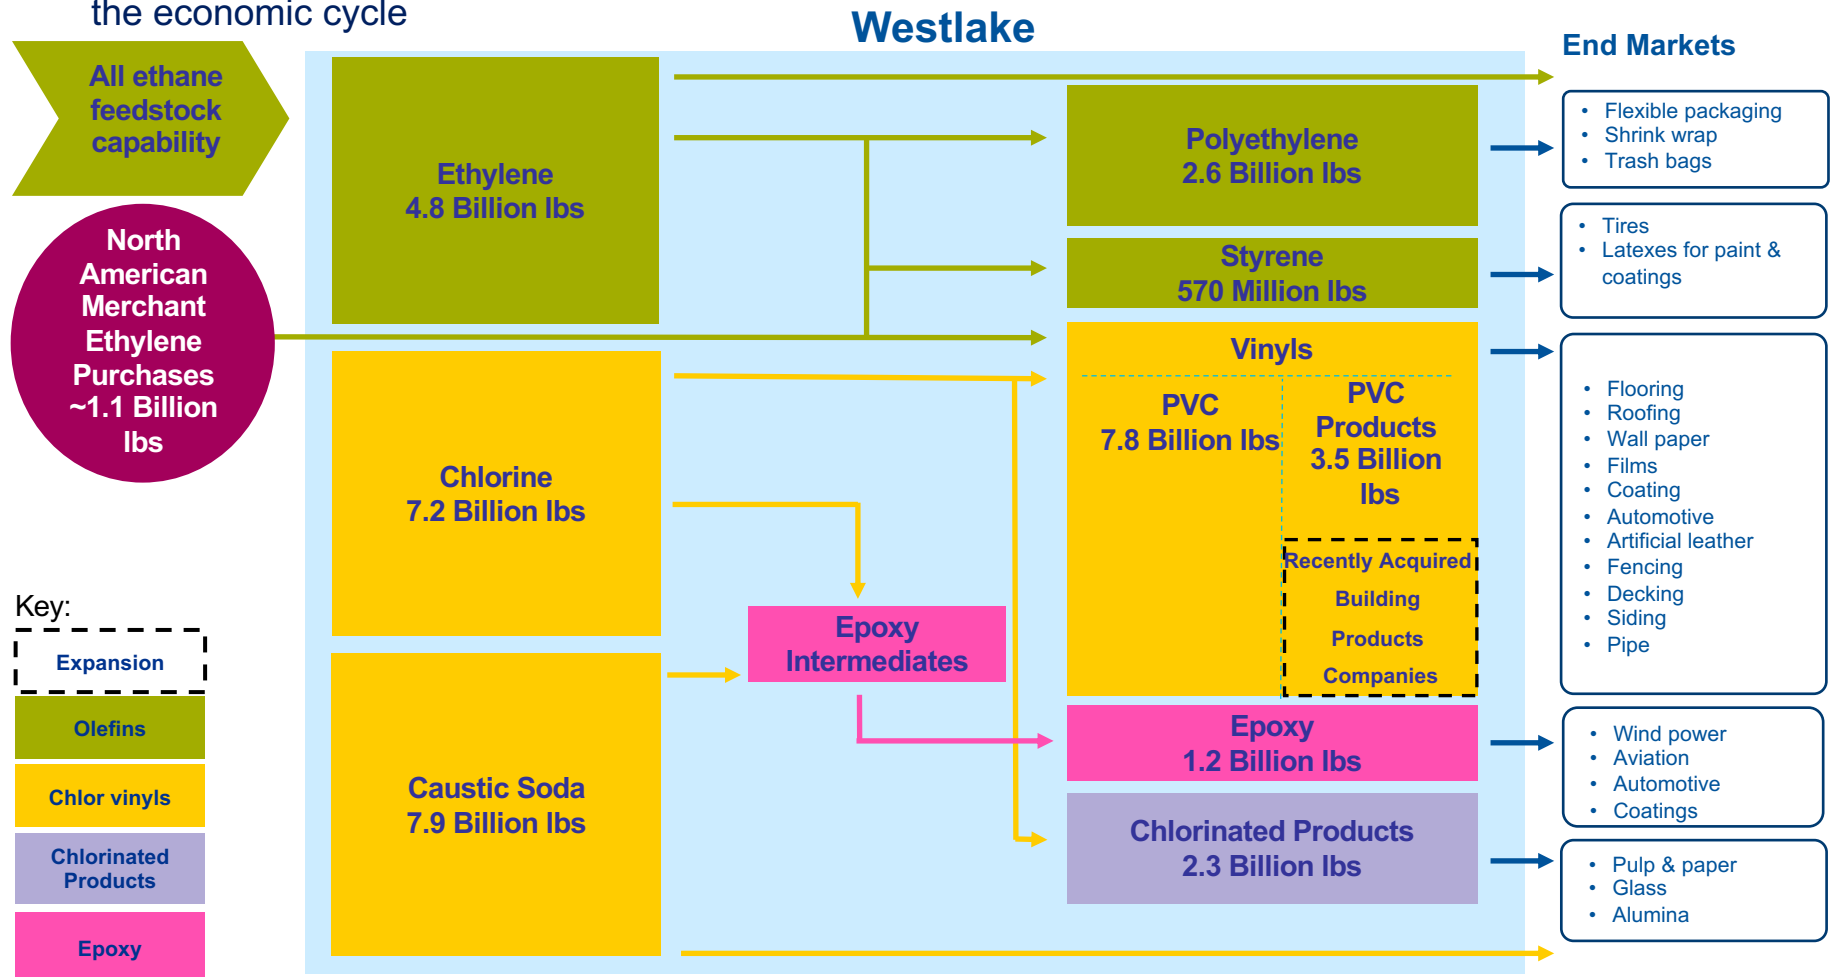 the economic cycle
Westlake
End Markets
All ethane
feedstock
capability
North
American
Merchant
Ethylene
Purchases
~1.1 Billion
lbs
Key:
Expansion
Olefins
Chlor vinyls
Chlorinated
Products
Epoxy
Ethylene
4.8 Billion lbs
Chlorine
7.2 Billion lbs
Caustic Soda
7.9 Billion lbs
Epoxy
Intermediates
Polyethylene
2.6 Billion lbs
Styrene
570 Million lbs
Vinyls
PVC
7.8 Billion lbs
PVC
Products
3.5 Billion
lbs
Recently Acquired
Building
Products
Companies
Epoxy
1.2 Billion lbs
Chlorinated Products
2.3 Billion lbs
• Flexible packaging
• Shrink wrap
• Trash bags
• Tires
• Latexes for paint &
coatings
• Flooring
• Roofing
• Wall paper
• Films
• Coating
• Automotive
• Artificial leather
• Fencing
• Decking
• Siding
• Pipe
• Wind power
• Aviation
• Automotive
• Coatings
• Pulp & paper
• Glass
• Alumina